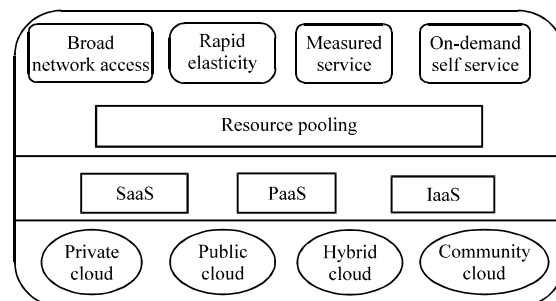 Broad
network access
Rapid
elasticity
Measured
service
On-demand
self service
Resource pooling
SaaS
PaaS
IaaS
Private
cloud
Public
cloud
Hybrid
cloud
Community
cloud